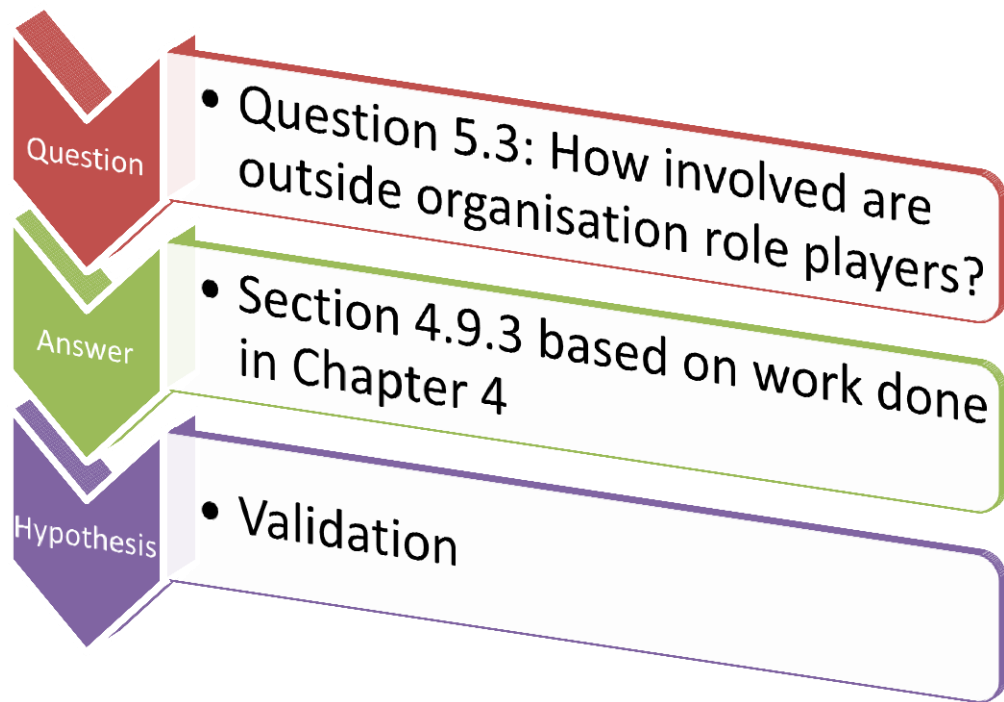 Question
• Question 5.3: How involved are
outside organisation role players?
Answer
• Section 4.9.3 based on work done
in Chapter 4
Hypothesis
• Validation